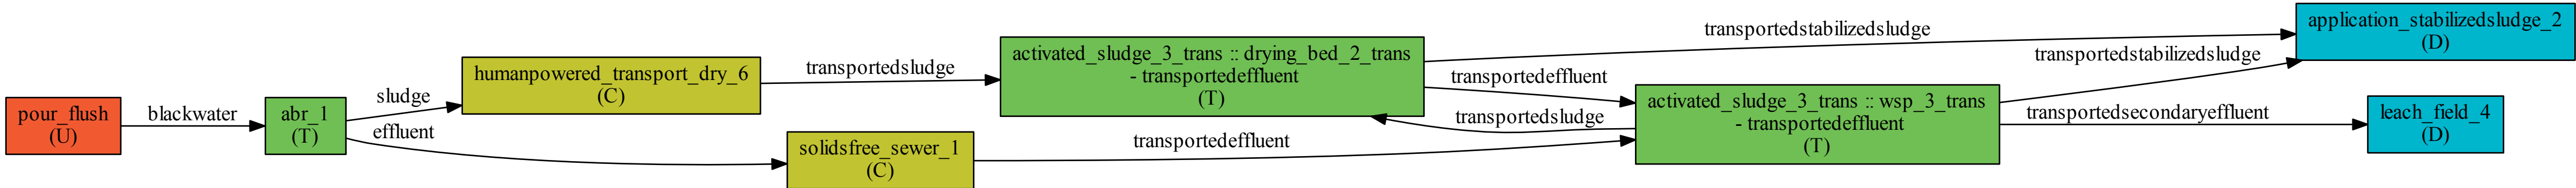 pour_flush
(U)
blackwater
abr_1
(T)
sludge
effluent
humanpowered_transport_dry_6
(C)
solidsfree_sewer_1
(C)
transportedsludge
transportedeffluent
activated_sludge_3_trans :: drying_bed_2_trans
- transportedeffluent
(T)
transportedstabilizedsludge
transportedeffluent
transportedsludge
activated_sludge_3_trans :: wsp_3_trans
- transportedeffluent
(T)
transportedstabilizedsludge
transportedsecondaryeffluent
application_stabilizedsludge_2
(D)
leach_field_4
(D)